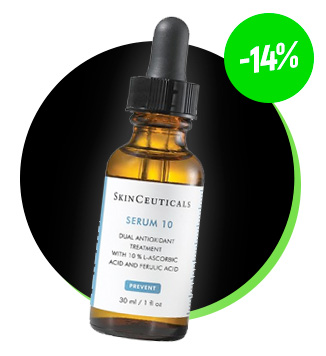 -14%
SKINCEUTICALS
SERUM 10
DUAL ANTIOXIDANT
TREATMENT
WITH 10 % L-ASCORBIC
ACID AND FERULIC ACID
PREVENT
30 ml / 1 fl oz